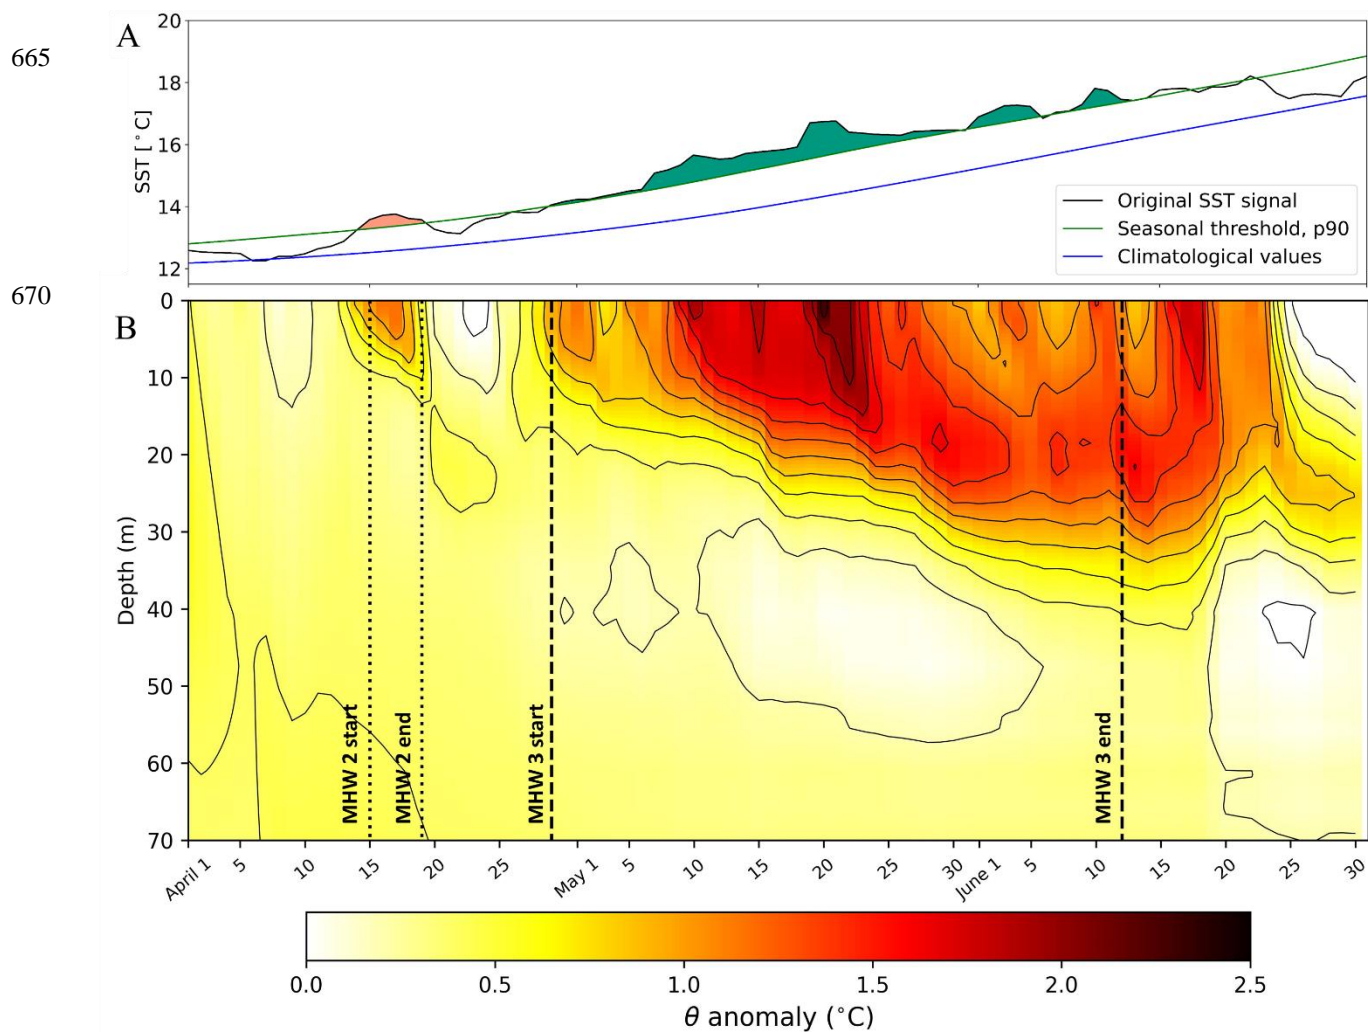 665
670
A
20
18
16
14
12
SST [°C]
Original SST signal
Seasonal threshold, p90
Climatological values
B
0
10
20
30
40
50
60
70
Depth (m)
MHW 2 start
MHW 2 end
MHW 3 start
MHW 3 end
April 1 5 10 15 20 25 May 1 5 10 15 20 25 30 June 1 5 10 15 20 25 30
0.0 0.5 1.0 1.5 2.0 2.5
θ anomaly (°C)